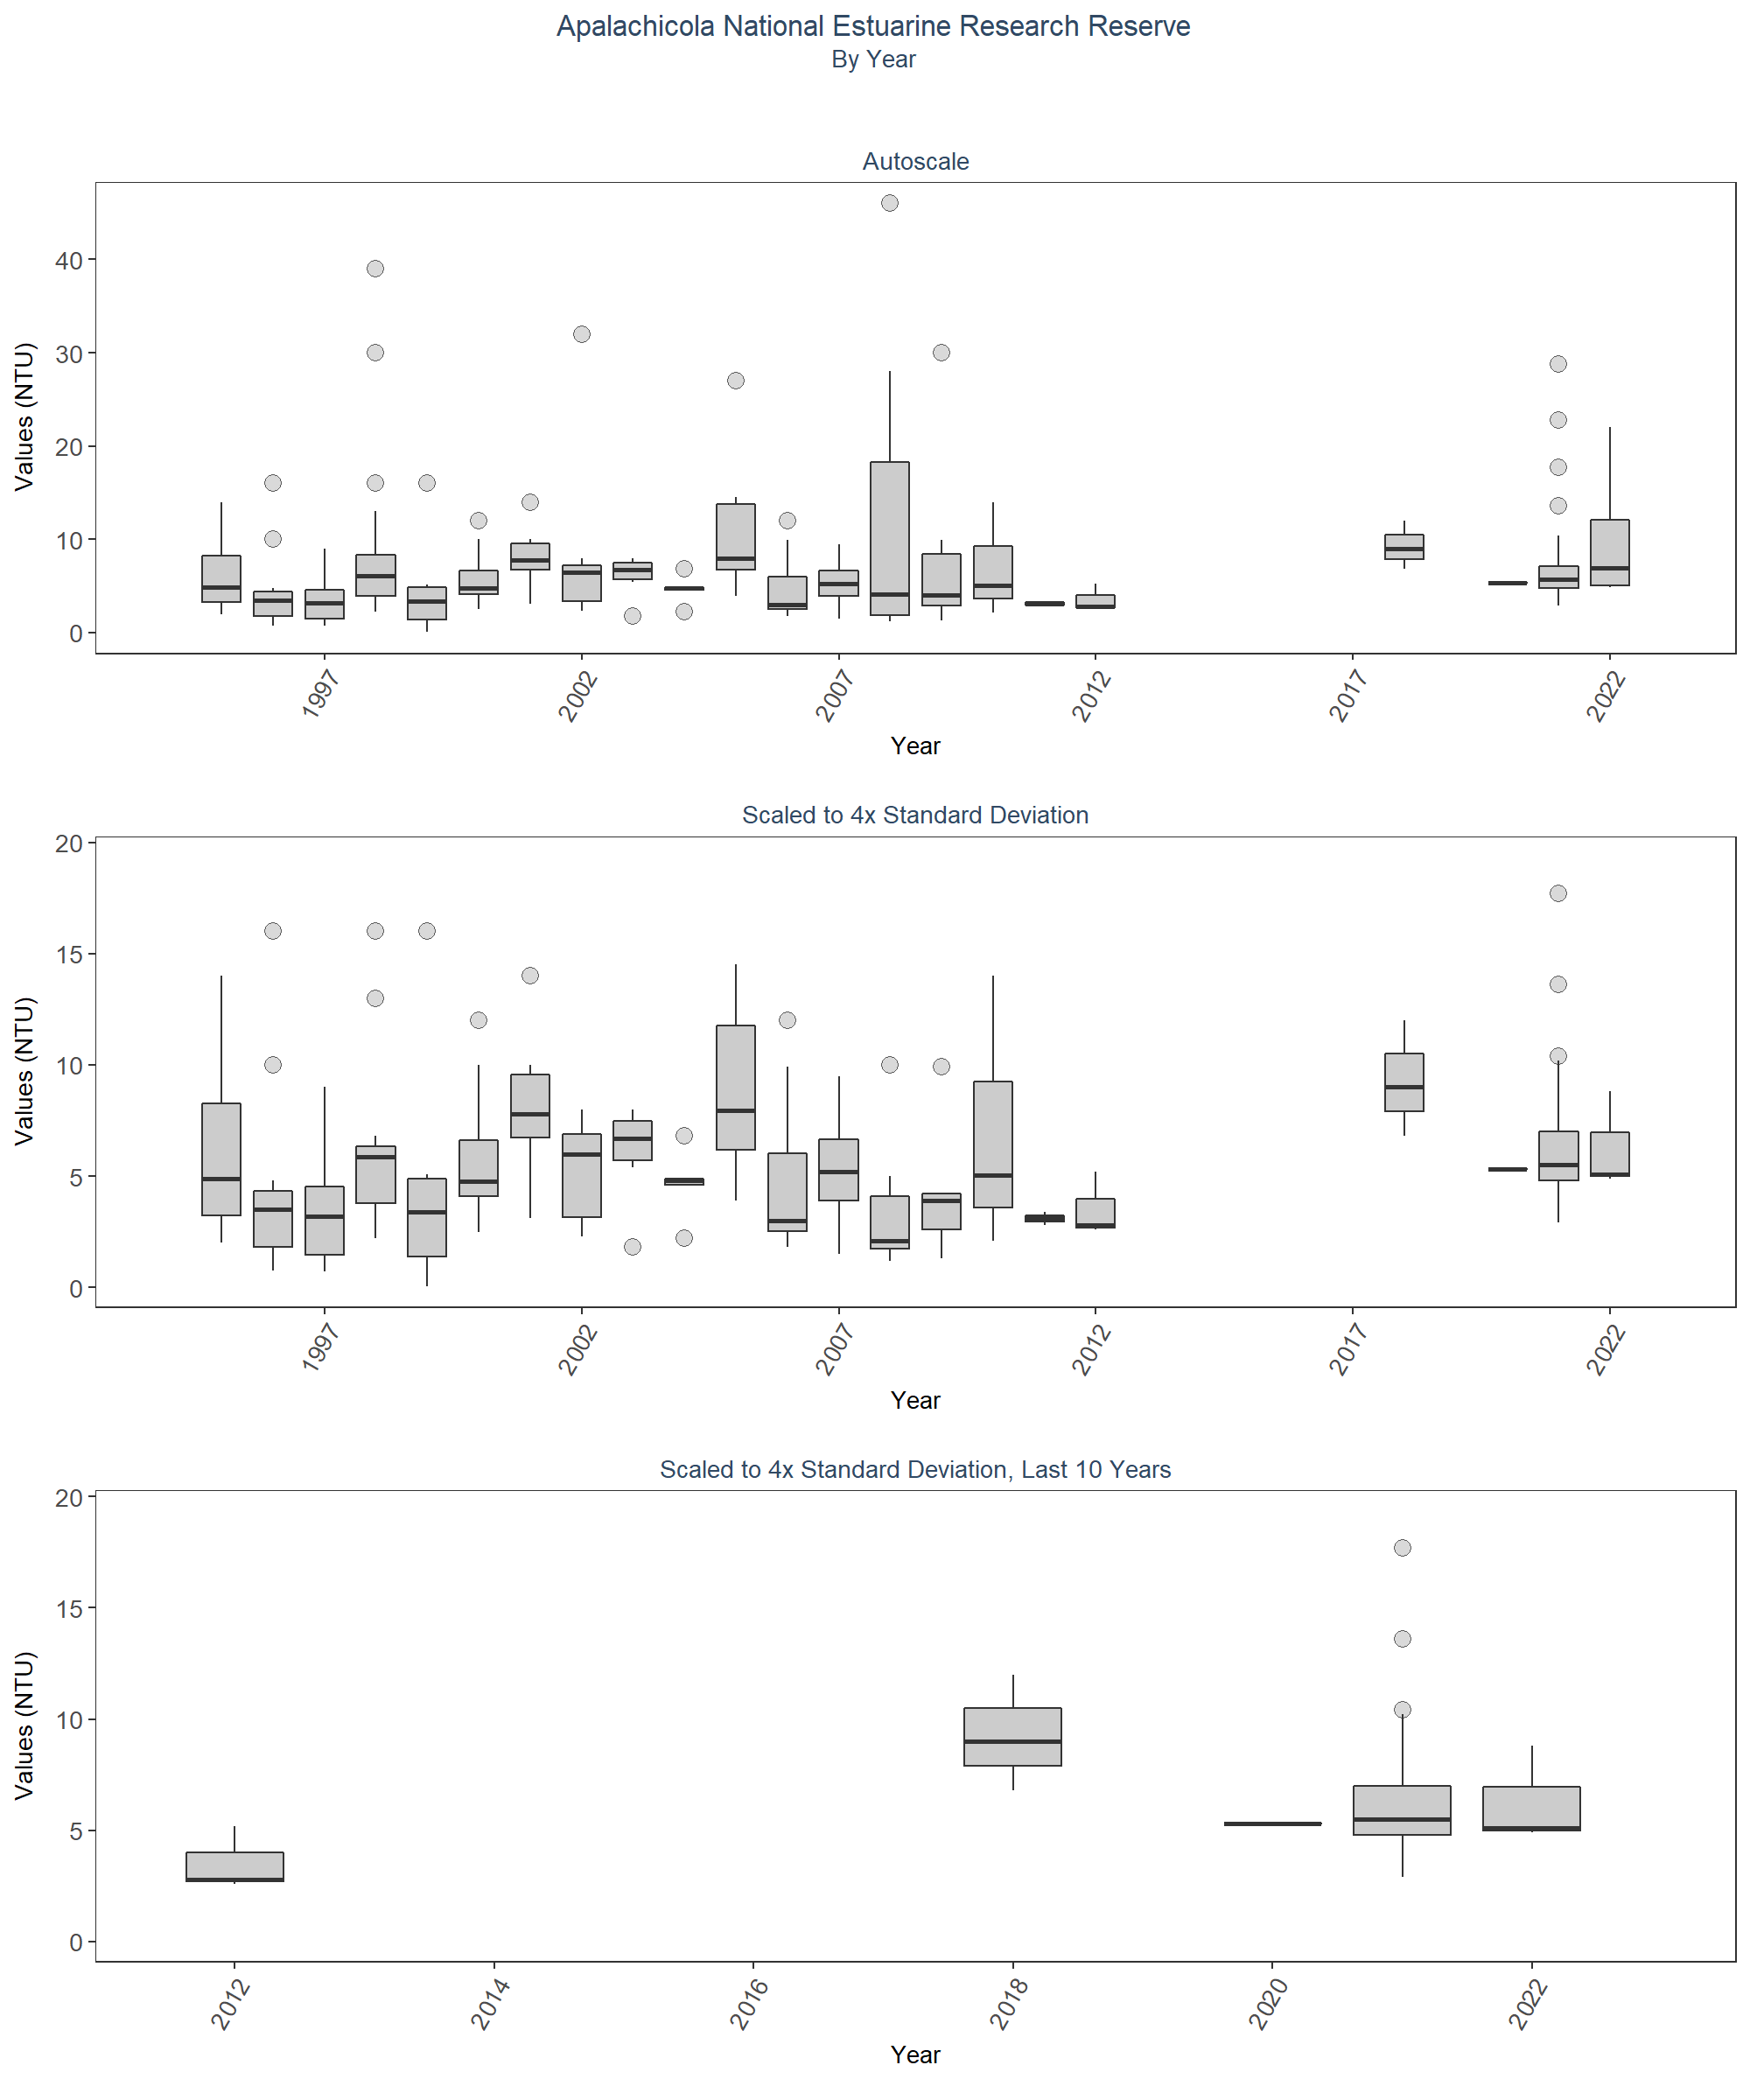 Apalachicola National Estuarine Research Reserve
By Year
Autoscale
Values (NTU)
40
30
20
10
0
1997 2002 2007 2012 2017 2022
Year
Scaled to 4x Standard Deviation
Values (NTU)
20
15
10
5
0
1997 2002 2007 2012 2017 2022
Year
Scaled to 4x Standard Deviation, Last 10 Years
Values (NTU)
20
15
10
5
0
2012 2014 2016 2018 2020 2022
Year